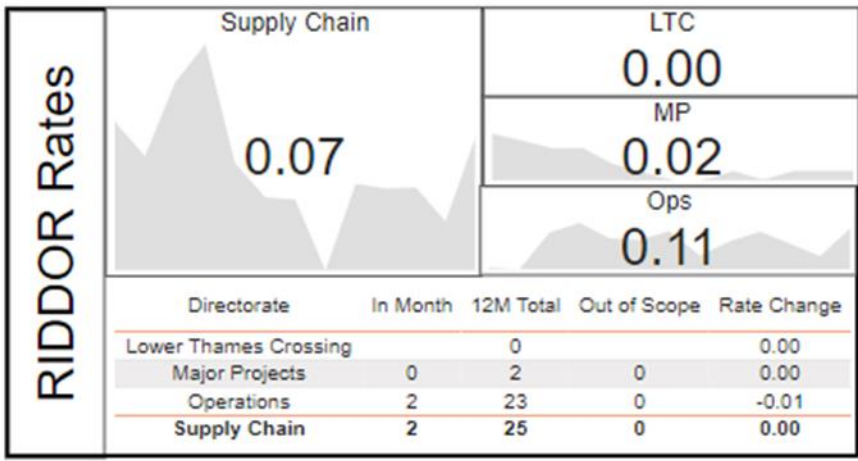 RIDDOR Rates
Supply Chain
0.07
LTC
0.00
MP
0.02
Ops
0.11
Directorate In Month 12M Total Out of Scope Rate Change
Lower Thames Crossing 0 0.00
Major Projects 0 2 0 0.00
Operations 2 23 0 -0.01
Supply Chain 2 25 0 0.00